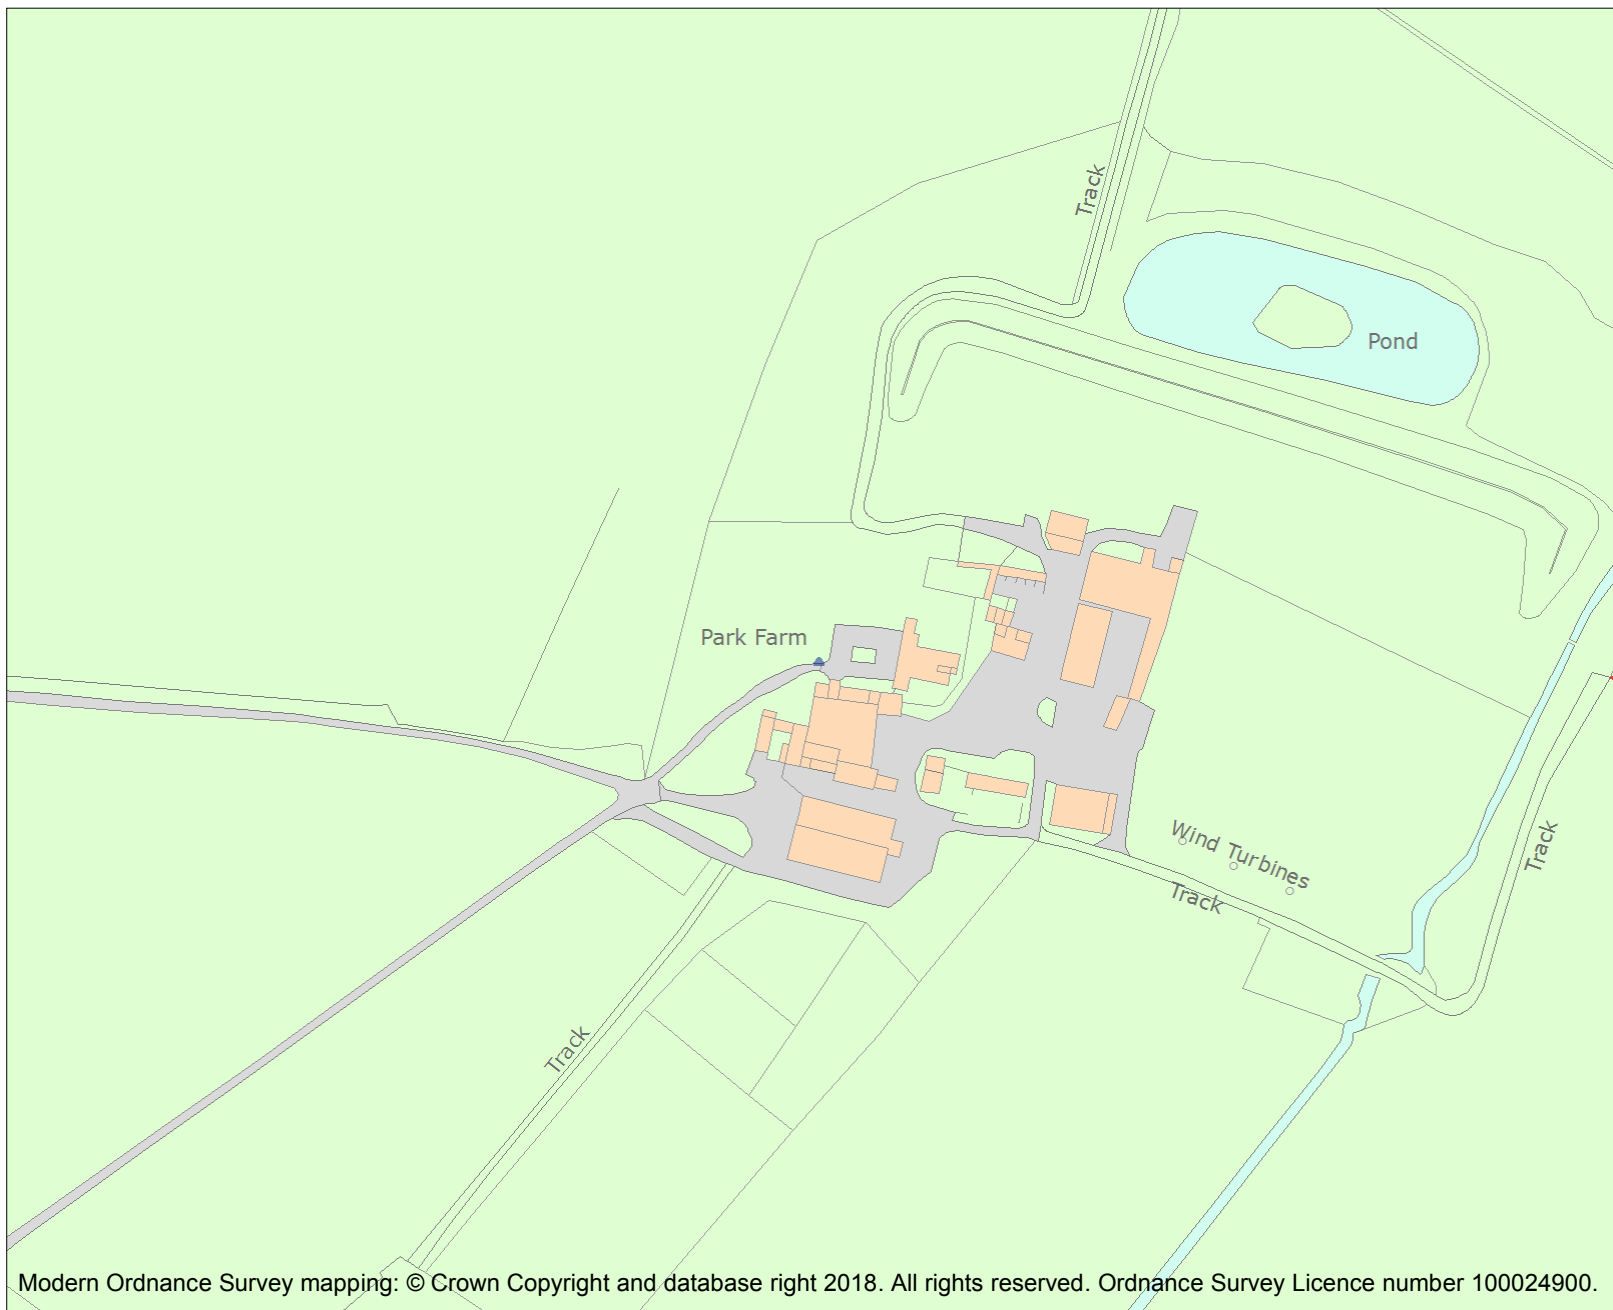 Track
Pond
Park Farm
Wind Turbines
Track
Track
Track
Modern Ordnance Survey mapping: © Crown Copyright and database right 2018. All rights reserved. Ordnance Survey Licence number 100024900.